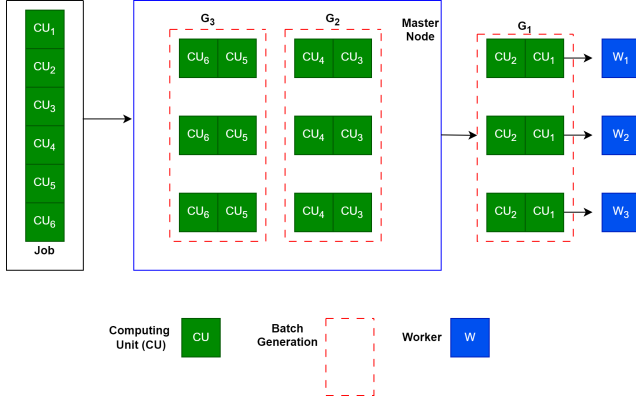 CU1
CU2
CU3
CU4
CU5
CU6
Job
G3
G2
Master
Node
G1
CU6 CU5
CU4 CU3
CU2 CU1
W1
CU6 CU5
CU4 CU3
CU2 CU1
W2
CU6 CU5
CU4 CU3
CU2 CU1
W3
Computing
Unit (CU)
CU
Batch
Generation
Worker
W